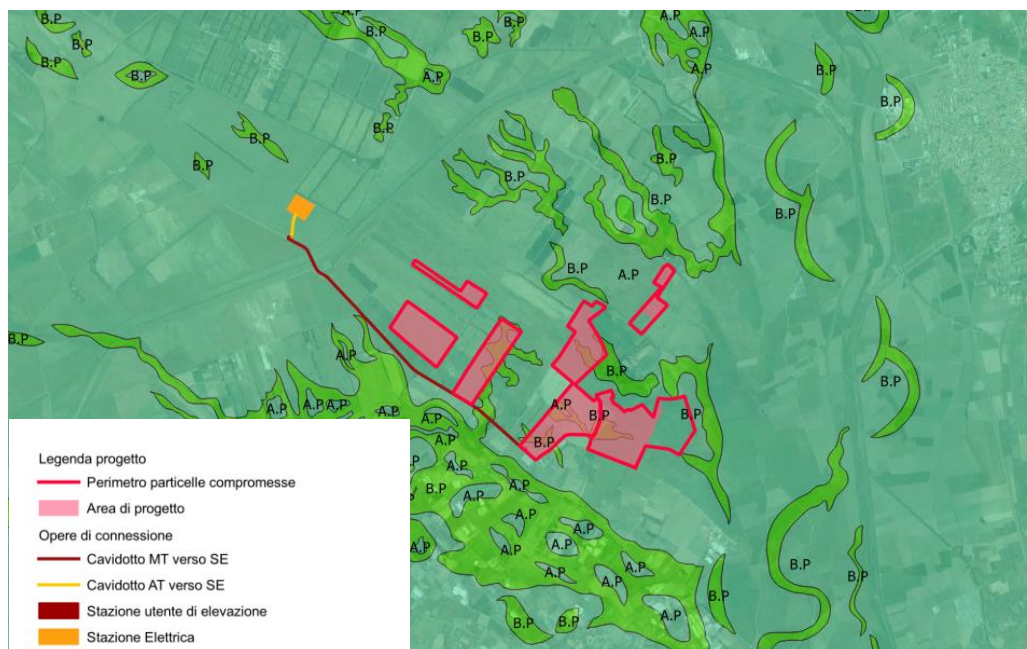 A.P
B.P
B.P
B.P
B.P
A.P
B.P
B.P
B.P
B.P
A.P
A.P
B.P
B.P
B.P
B.P
B.P
B.P
B.P
B.P
B.P
B.P
B.P
A.P
B.P
A.P
B.P
B.P
A.P
A.P
A.P
A.P
A.P
A.P
B.P
B.P
A.P
B.P
A.P
B.P
A.P
A.P
A.P
A.P
A.P
A.P
A.P
A.P
B.P
B.P
B.P
A.P
B.P
B.P
Legenda progetto
Perimetro particelle compromesse
Area di progetto
Opere di connessione
Cavidotto MT verso SE
Cavidotto AT verso SE
Stazione utente di elevazione
Stazione Elettrica